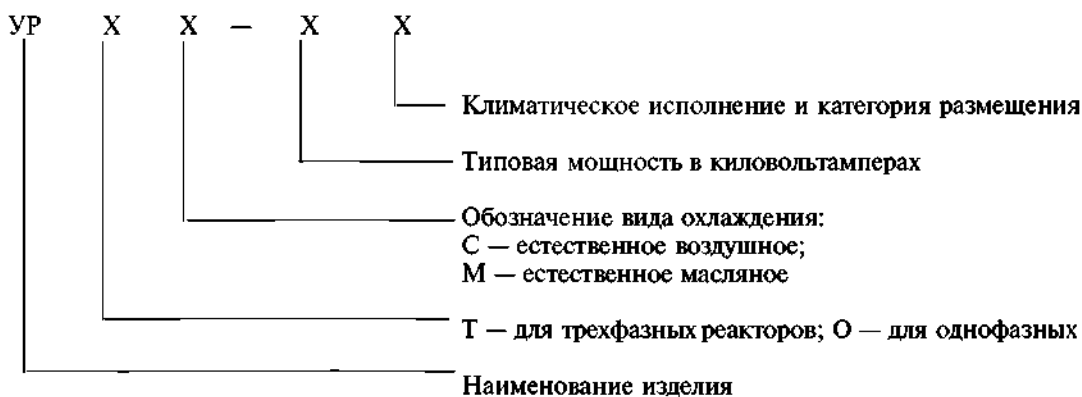 УР Х Х — Х Х
Климатическое исполнение и категория размещения
Типовая мощность в киловольтамперах
Обозначение вида охлаждения:
С — естественное воздушное;
М — естественное масляное
Т — для трехфазных реакторов; О — для однофазных
Наименование изделия